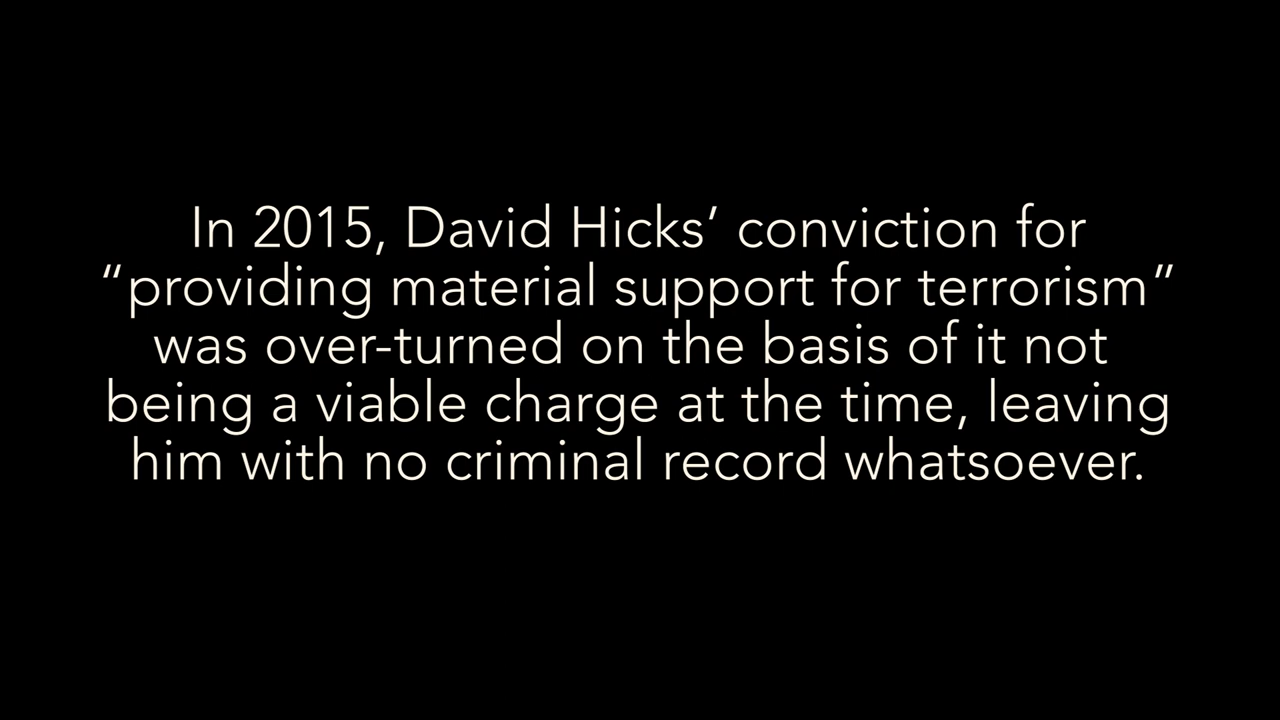 In 2015, David Hicks’ conviction for
“providing material support for terrorism”
was over-turned on the basis of it not
being a viable charge at the time, leaving
him with no criminal record whatsoever.